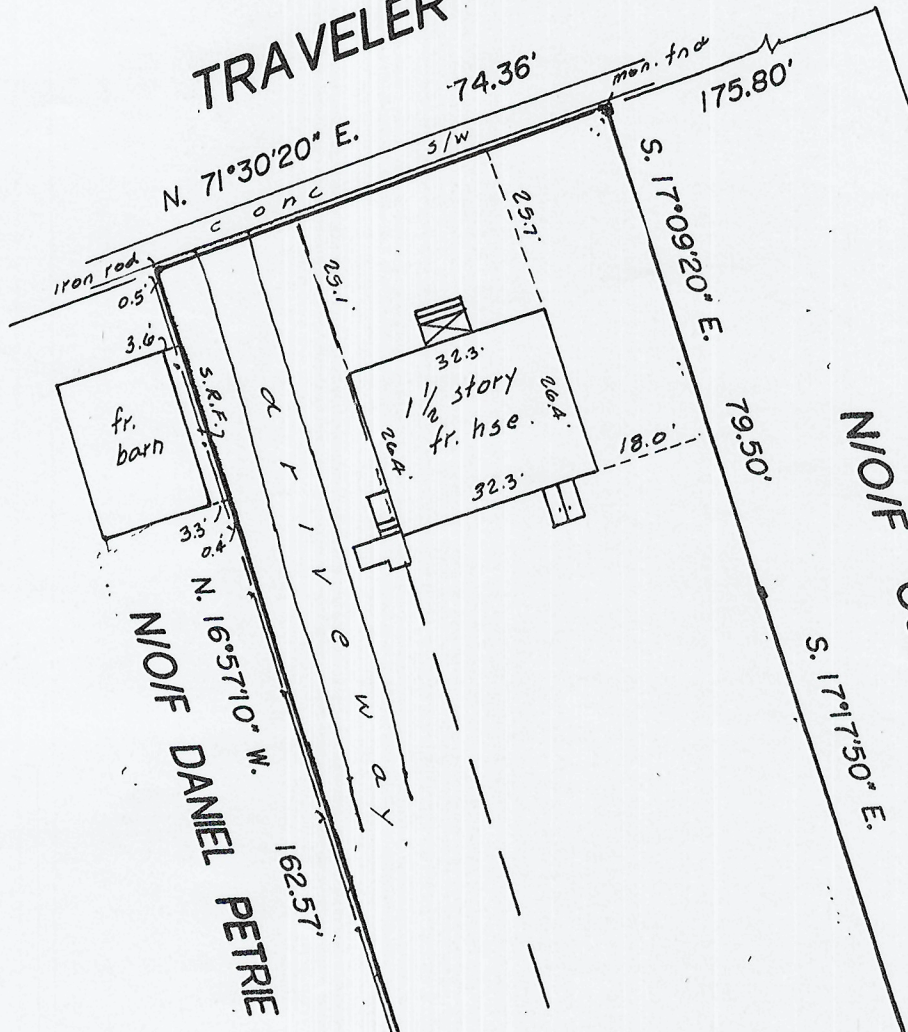 TRAVELER
74.36'
mon. fnd
175.80'
N. 71°30'20" E.
s/w
conc
iron rod
0.5'
3.6'
S.R.F.
fr.
barn
3.3'
0.4'
driveway
25.1'
25.7'
32.3'
1 1/2 story
fr. hse.
26.4'
26.4'
32.3'
18.0'
S. 17°09'20" E.
79.50'
S. 17°17'50" E.
N/O/F
N. 16°57'10" W.
162.57'
N/O/F DANIEL PETRIE